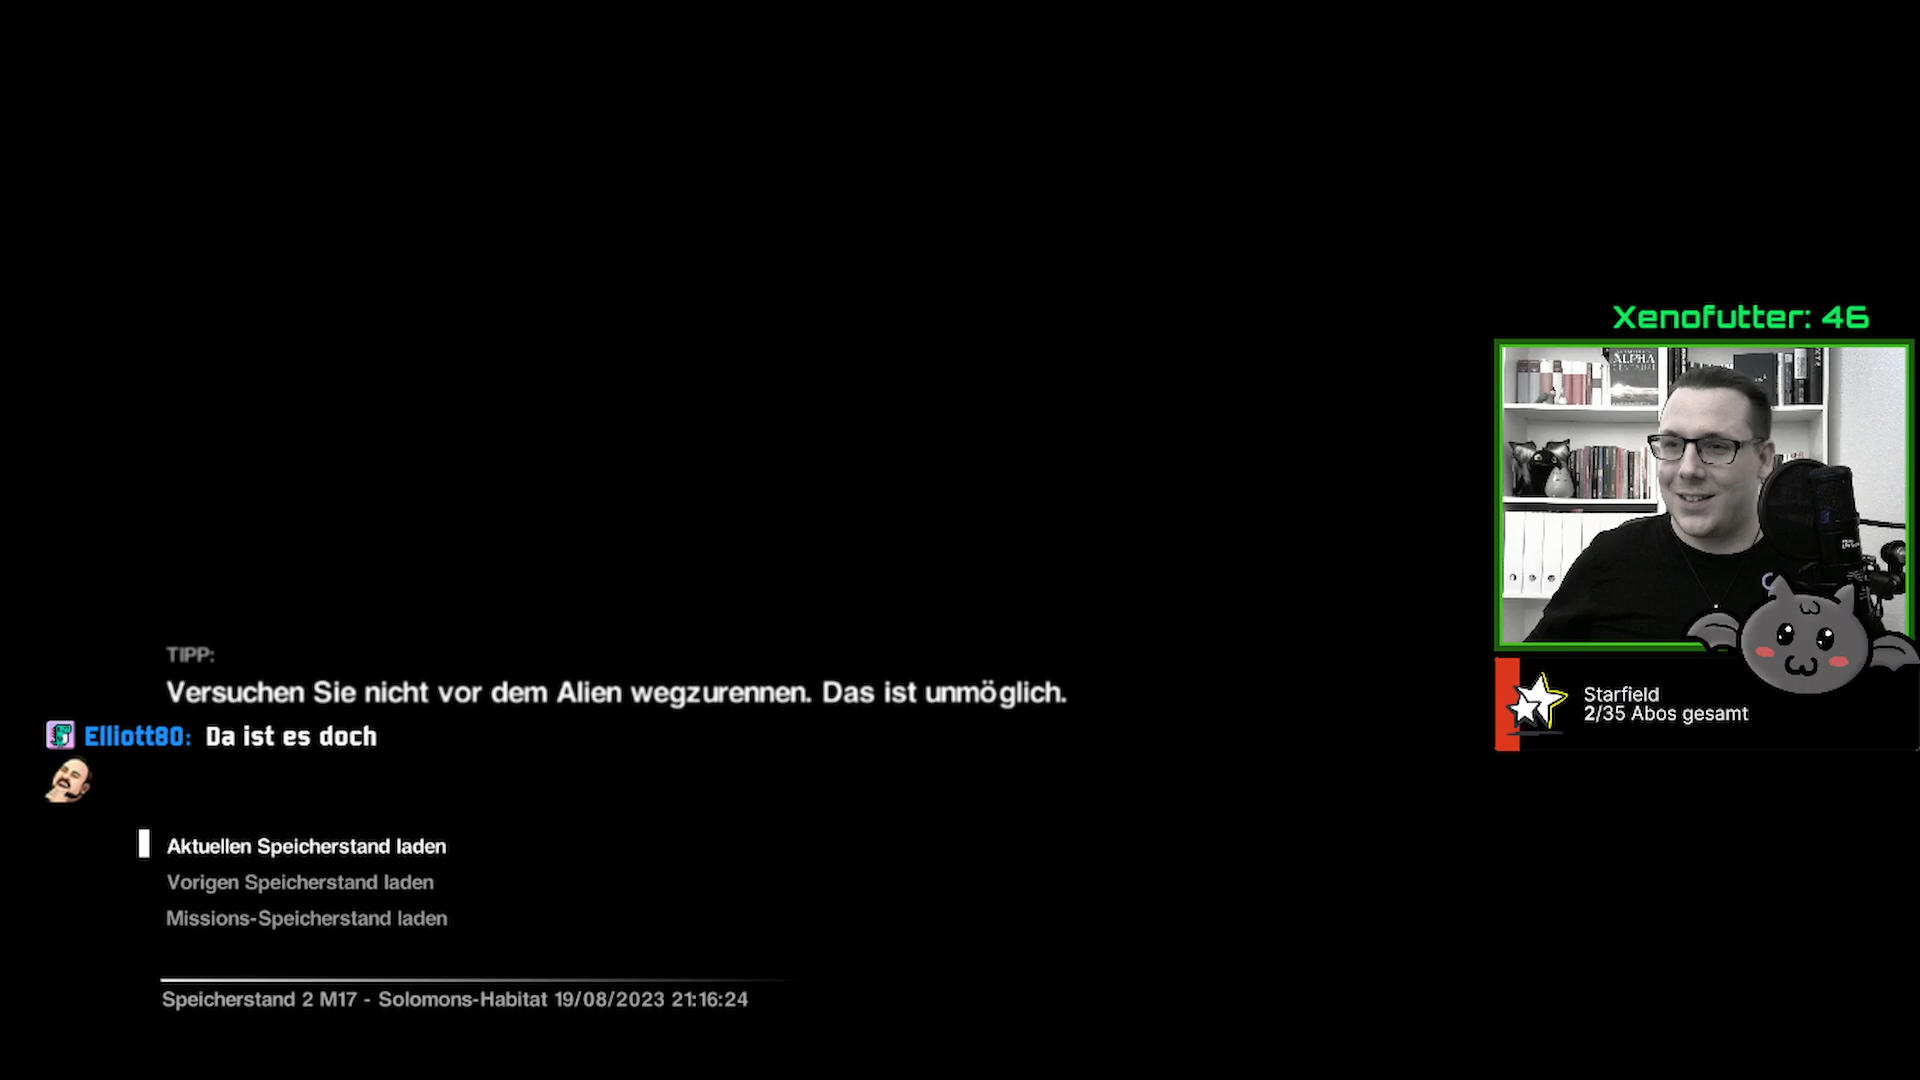 Xenofutter: 46
ALPHA
CENTAURI
TIPP:
Versuchen Sie nicht vor dem Alien wegzurennen. Das ist unmöglich.
Elliott80: Da ist es doch
Starfield
2/35 Abos gesamt
Aktuellen Speicherstand laden
Vorigen Speicherstand laden
Missions-Speicherstand laden
Speicherstand 2 M17 - Solomons-Habitat 19/08/2023 21:16:24